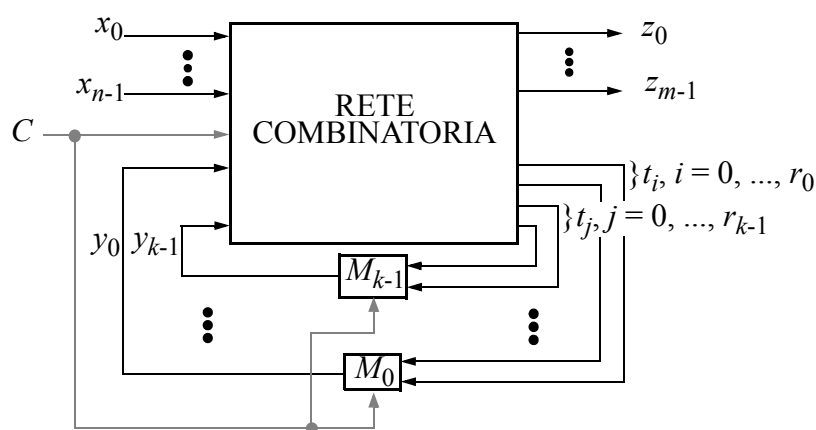 x0 z0
xn-1 zm-1
RETE
COMBINATORIA
C
}ti, i = 0, ..., r0
}tj, j = 0, ..., rk-1
y0 yk-1
Mk-1
M0